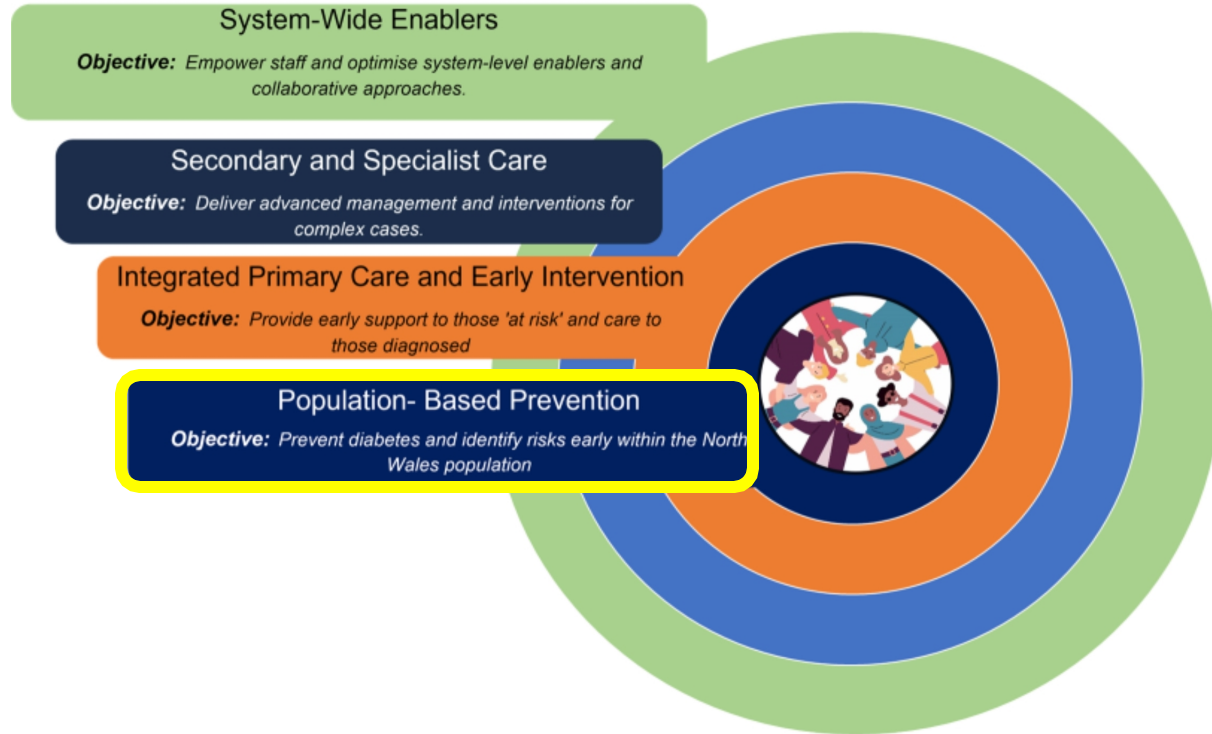 System-Wide Enablers
Objective: Empower staff and optimise system-level enablers and
collaborative approaches.
Secondary and Specialist Care
Objective: Deliver advanced management and interventions for
complex cases.
Integrated Primary Care and Early Intervention
Objective: Provide early support to those 'at risk' and care to
those diagnosed
Population- Based Prevention
Objective: Prevent diabetes and identify risks early within the North
Wales population